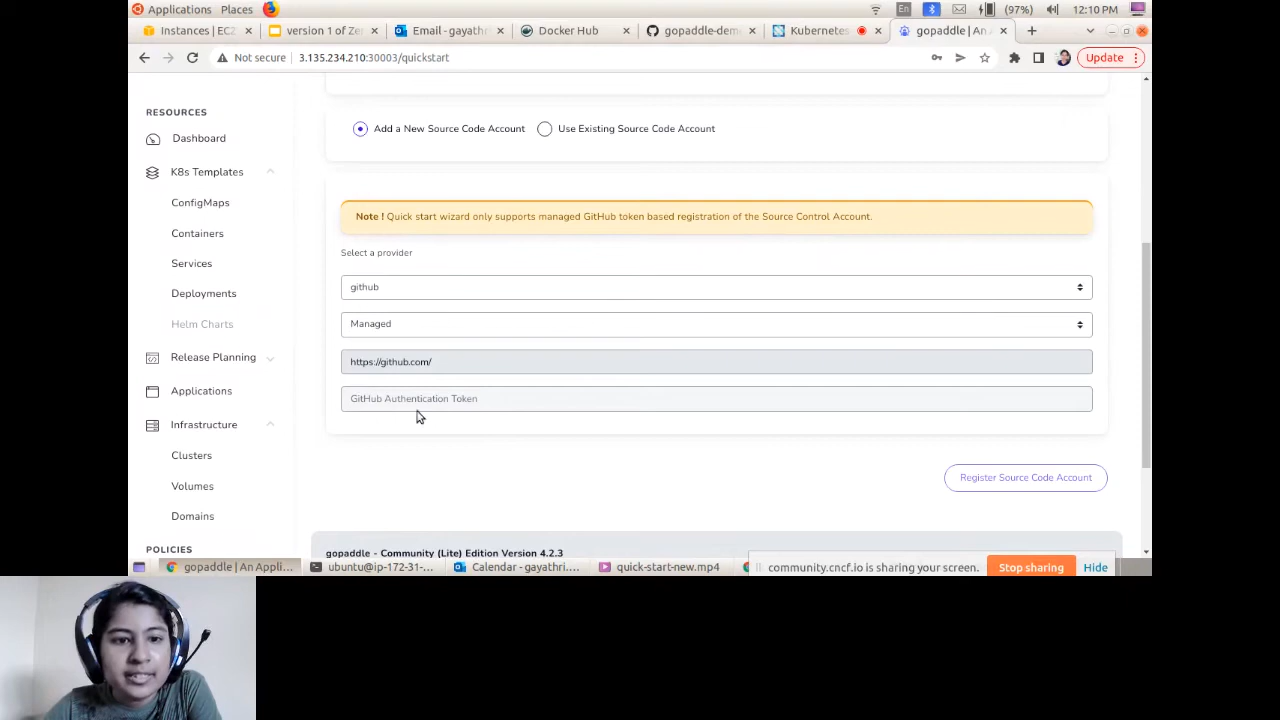 Applications Places En (97%) 12:10 PM
Instances | EC2 version 1 of Ze Email - gayathri Docker Hub gopaddle-dem Kubernetes gopaddle | An A
Not secure 3.135.234.210:30003/quickstart Update
RESOURCES
Dashboard
K8s Templates
ConfigMaps
Containers
Services
Deployments
Helm Charts
Release Planning
Applications
Infrastructure
Clusters
Volumes
Domains
POLICIES
Add a New Source Code Account Use Existing Source Code Account
Note ! Quick start wizard only supports managed GitHub token based registration of the Source Control Account.
Select a provider
github
Managed
https://github.com/
GitHub Authentication Token
Register Source Code Account
gopaddle - Community (Lite) Edition Version 4.2.3
gopaddle | An Appli... ubuntu@ip-172-31-... Calendar - gayathri.... quick-start-new.mp4 community.cncf.io is sharing your screen. Stop sharing Hide